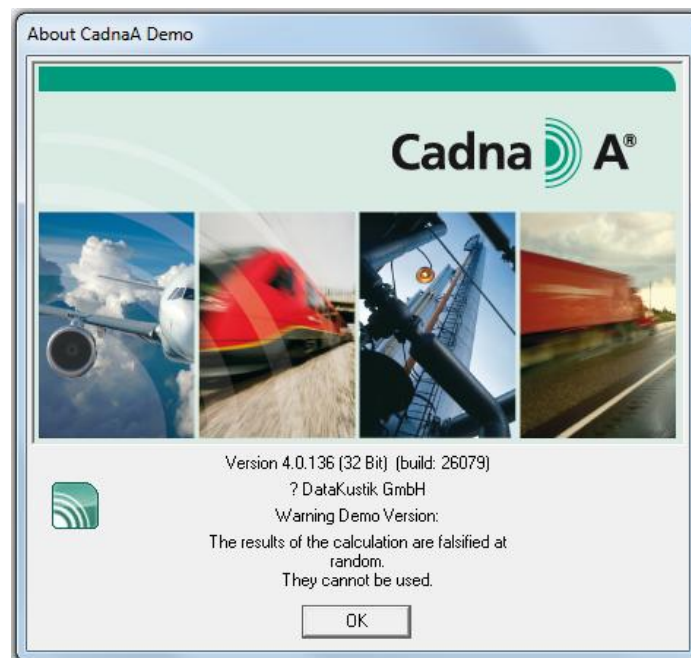 About CadnaA Demo
Cadna A®
Version 4.0.136 (32 Bit) (build: 26079)
? DataKustik GmbH
Warning Demo Version:
The results of the calculation are falsified at
random.
They cannot be used.
OK